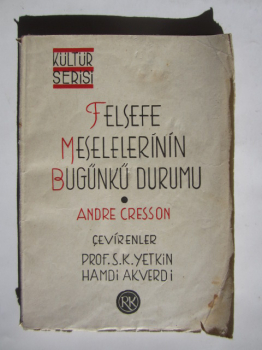 KÜLTÜR
SERİSİ
FELSEFE
MESELELERİNİN
BUGÜNKÜ DURUMU
ANDRE CRESSON
ÇEVİRENLER
PROF. S.K. YETKİN
HAMDİ AKVERDİ
RK